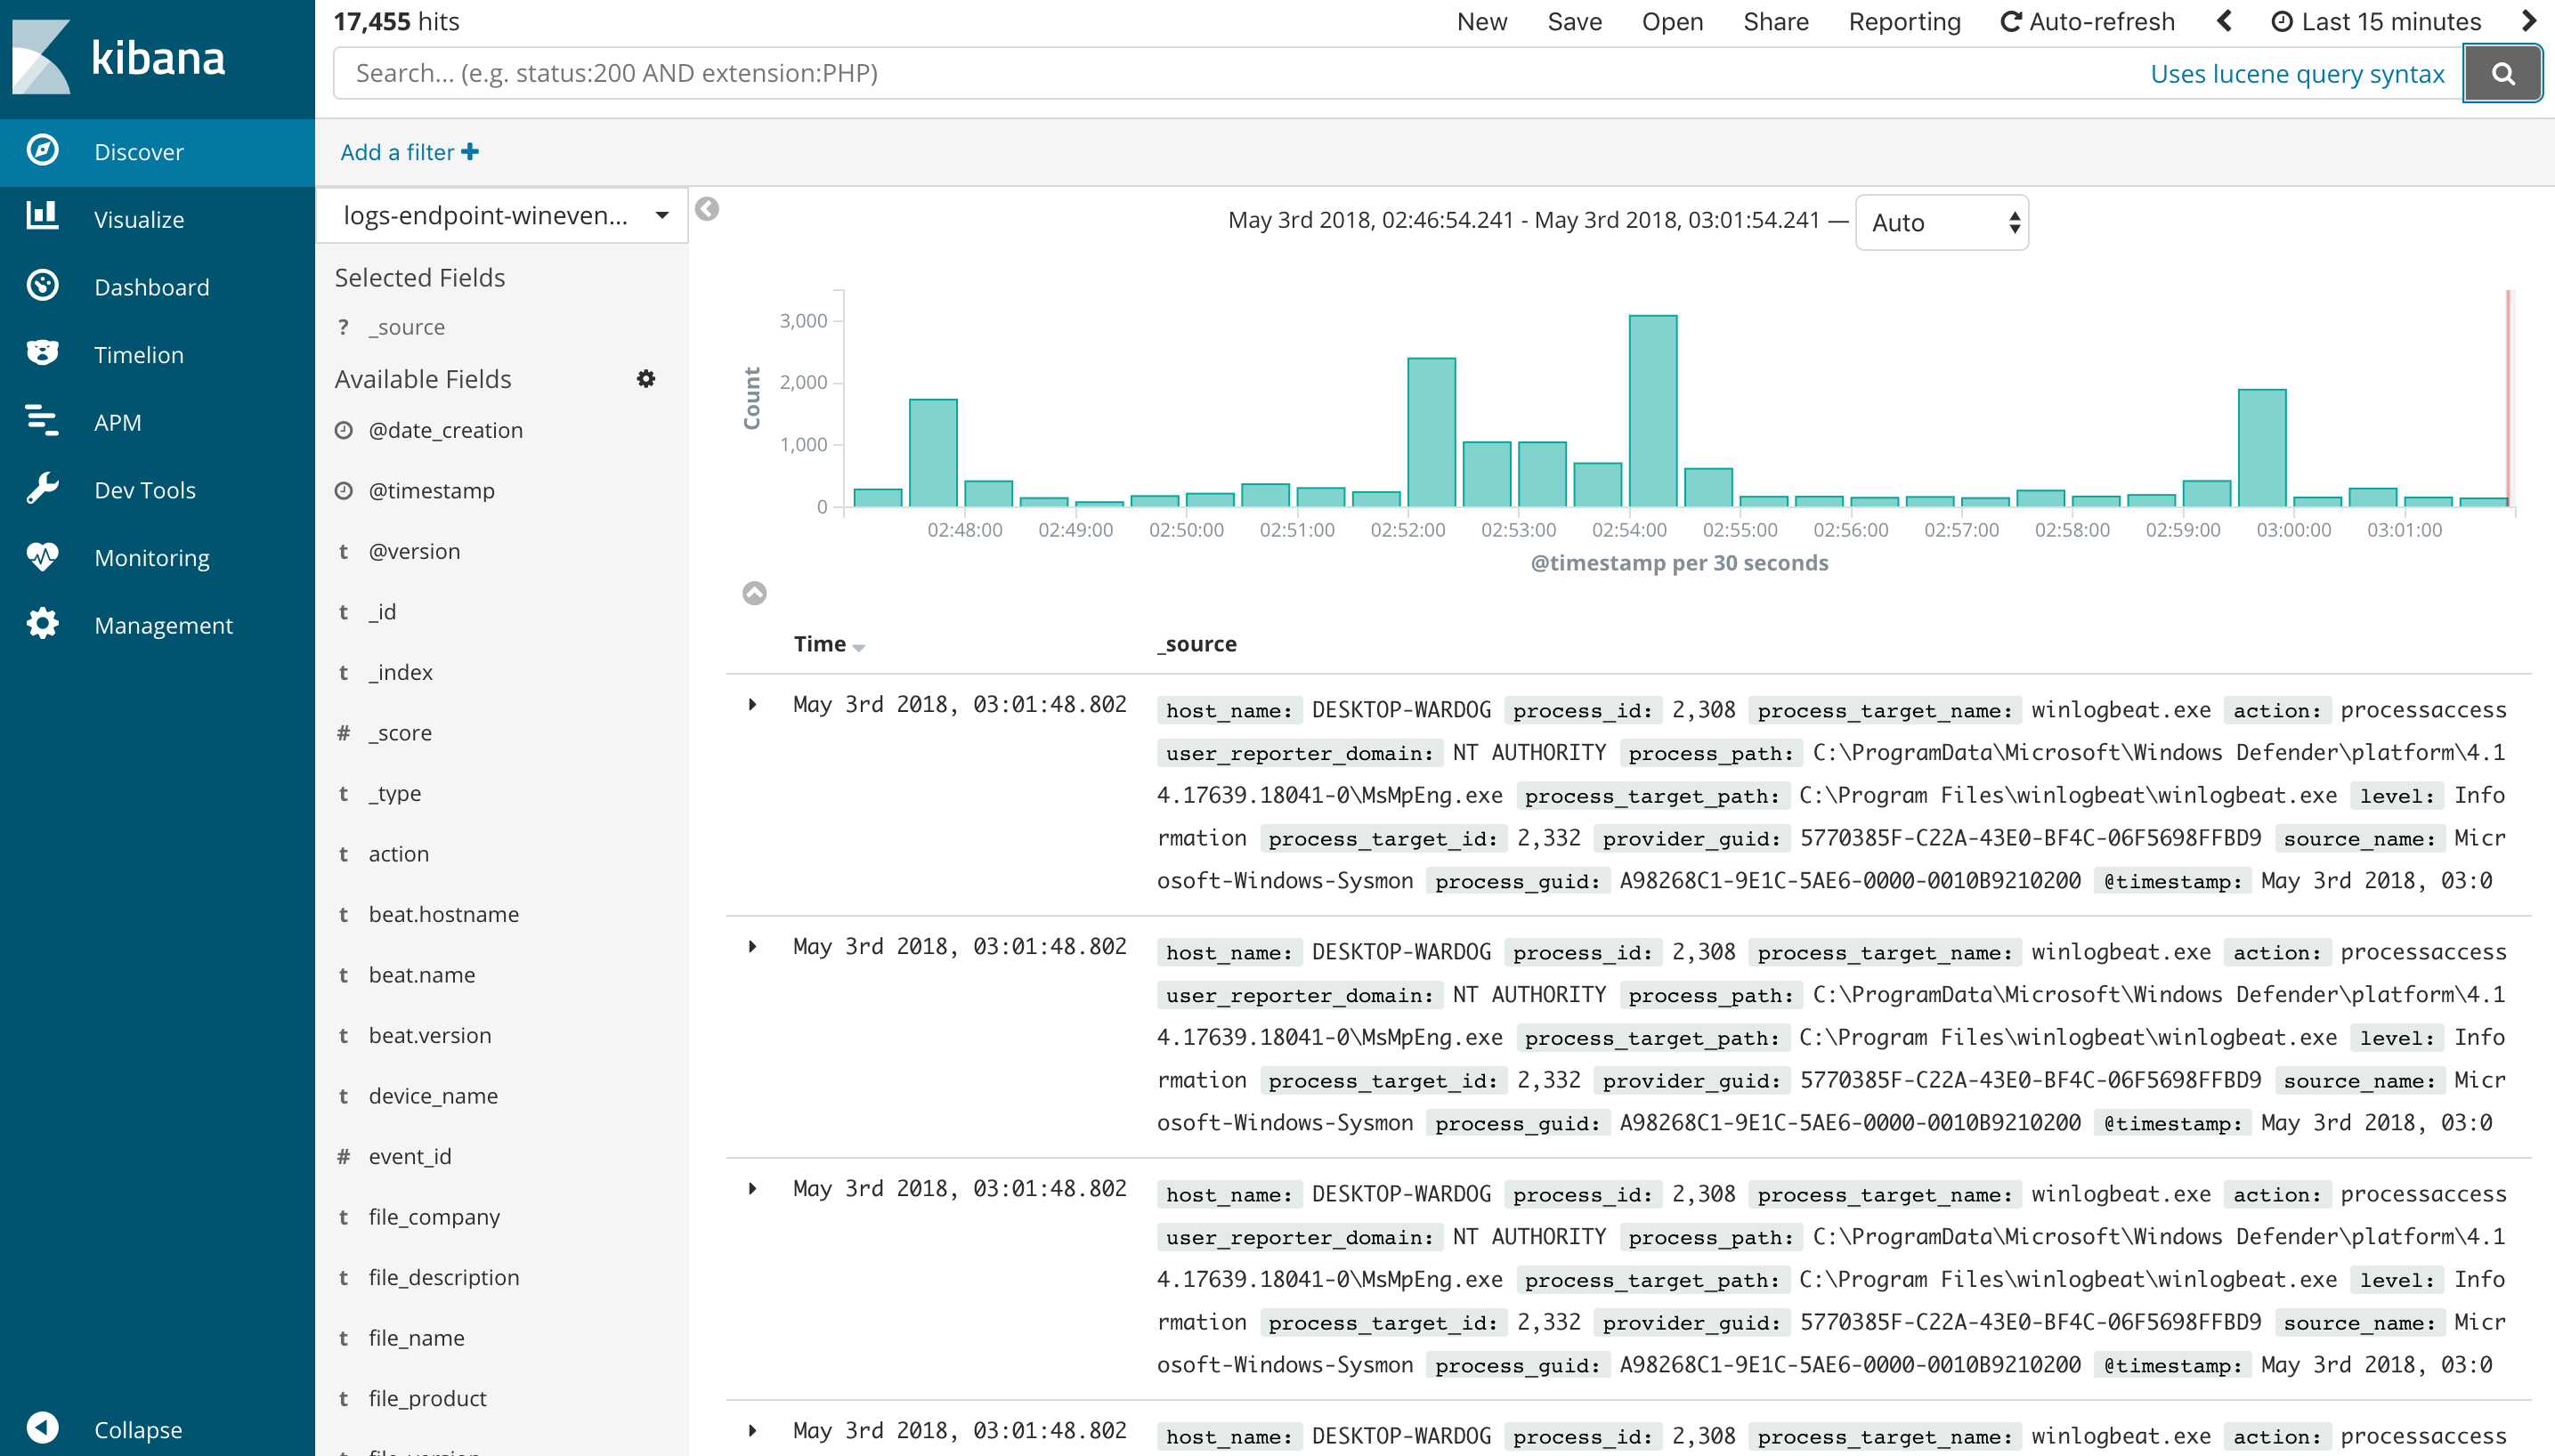 kibana
Discover
Visualize
Dashboard
Timelion
APM
Dev Tools
Monitoring
Management
Collapse
17,455 hits
New Save Open Share Reporting Auto-refresh Last 15 minutes
Search... (e.g. status:200 AND extension:PHP) Uses lucene query syntax
Add a filter
logs-endpoint-wineven...
Selected Fields
? _source
Available Fields
@date_creation
@timestamp
t @version
t _id
t _index
# _score
t _type
t action
t beat.hostname
t beat.name
t beat.version
t device_name
# event_id
t file_company
t file_description
t file_name
t file_product
May 3rd 2018, 02:46:54.241 - May 3rd 2018, 03:01:54.241 — Auto
Count
3,000
2,000
1,000
0
02:48:00 02:49:00 02:50:00 02:51:00 02:52:00 02:53:00 02:54:00 02:55:00 02:56:00 02:57:00 02:58:00 02:59:00 03:00:00 03:01:00
@timestamp per 30 seconds
Time _source
May 3rd 2018, 03:01:48.802 host_name: DESKTOP-WARDOG process_id: 2,308 process_target_name: winlogbeat.exe action: processaccess
user_reporter_domain: NT AUTHORITY process_path: C:\ProgramData\Microsoft\Windows Defender\platform\4.1
4.17639.18041-0\MsMpEng.exe process_target_path: C:\Program Files\winlogbeat\winlogbeat.exe level: Info
rmation process_target_id: 2,332 provider_guid: 5770385F-C22A-43E0-BF4C-06F5698FFBD9 source_name: Micr
osoft-Windows-Sysmon process_guid: A98268C1-9E1C-5AE6-0000-0010B9210200 @timestamp: May 3rd 2018, 03:0
May 3rd 2018, 03:01:48.802 host_name: DESKTOP-WARDOG process_id: 2,308 process_target_name: winlogbeat.exe action: processaccess
user_reporter_domain: NT AUTHORITY process_path: C:\ProgramData\Microsoft\Windows Defender\platform\4.1
4.17639.18041-0\MsMpEng.exe process_target_path: C:\Program Files\winlogbeat\winlogbeat.exe level: Info
rmation process_target_id: 2,332 provider_guid: 5770385F-C22A-43E0-BF4C-06F5698FFBD9 source_name: Micr
osoft-Windows-Sysmon process_guid: A98268C1-9E1C-5AE6-0000-0010B9210200 @timestamp: May 3rd 2018, 03:0
May 3rd 2018, 03:01:48.802 host_name: DESKTOP-WARDOG process_id: 2,308 process_target_name: winlogbeat.exe action: processaccess
user_reporter_domain: NT AUTHORITY process_path: C:\ProgramData\Microsoft\Windows Defender\platform\4.1
4.17639.18041-0\MsMpEng.exe process_target_path: C:\Program Files\winlogbeat\winlogbeat.exe level: Info
rmation process_target_id: 2,332 provider_guid: 5770385F-C22A-43E0-BF4C-06F5698FFBD9 source_name: Micr
osoft-Windows-Sysmon process_guid: A98268C1-9E1C-5AE6-0000-0010B9210200 @timestamp: May 3rd 2018, 03:0
May 3rd 2018, 03:01:48.802 host_name: DESKTOP-WARDOG process_id: 2,308 process_target_name: winlogbeat.exe action: processaccess